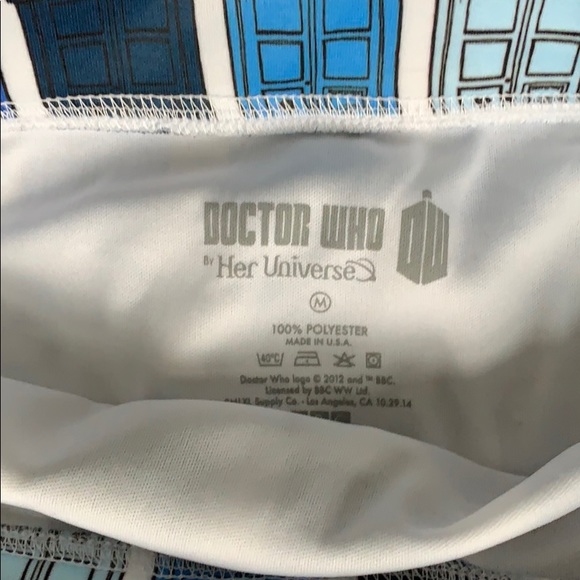 DOCTOR WHO
BY Her Universe
DW
M
100% POLYESTER
MADE IN U.S.A.
40°C
Doctor Who logo © 2012 and ™ BBC.
Licensed by BBC WW Ltd.
Supply Co. - Los Angeles, CA 10.29.14